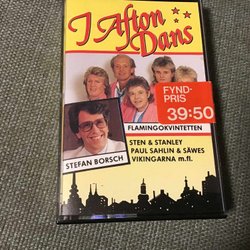 I Afton
Dans
FYND-
PRIS
39:50
FLAMINGOKVINTETTEN
STEN & STANLEY
PAUL SAHLIN & SÄWES
VIKINGARNA m.fl.
STEFAN BORSCH